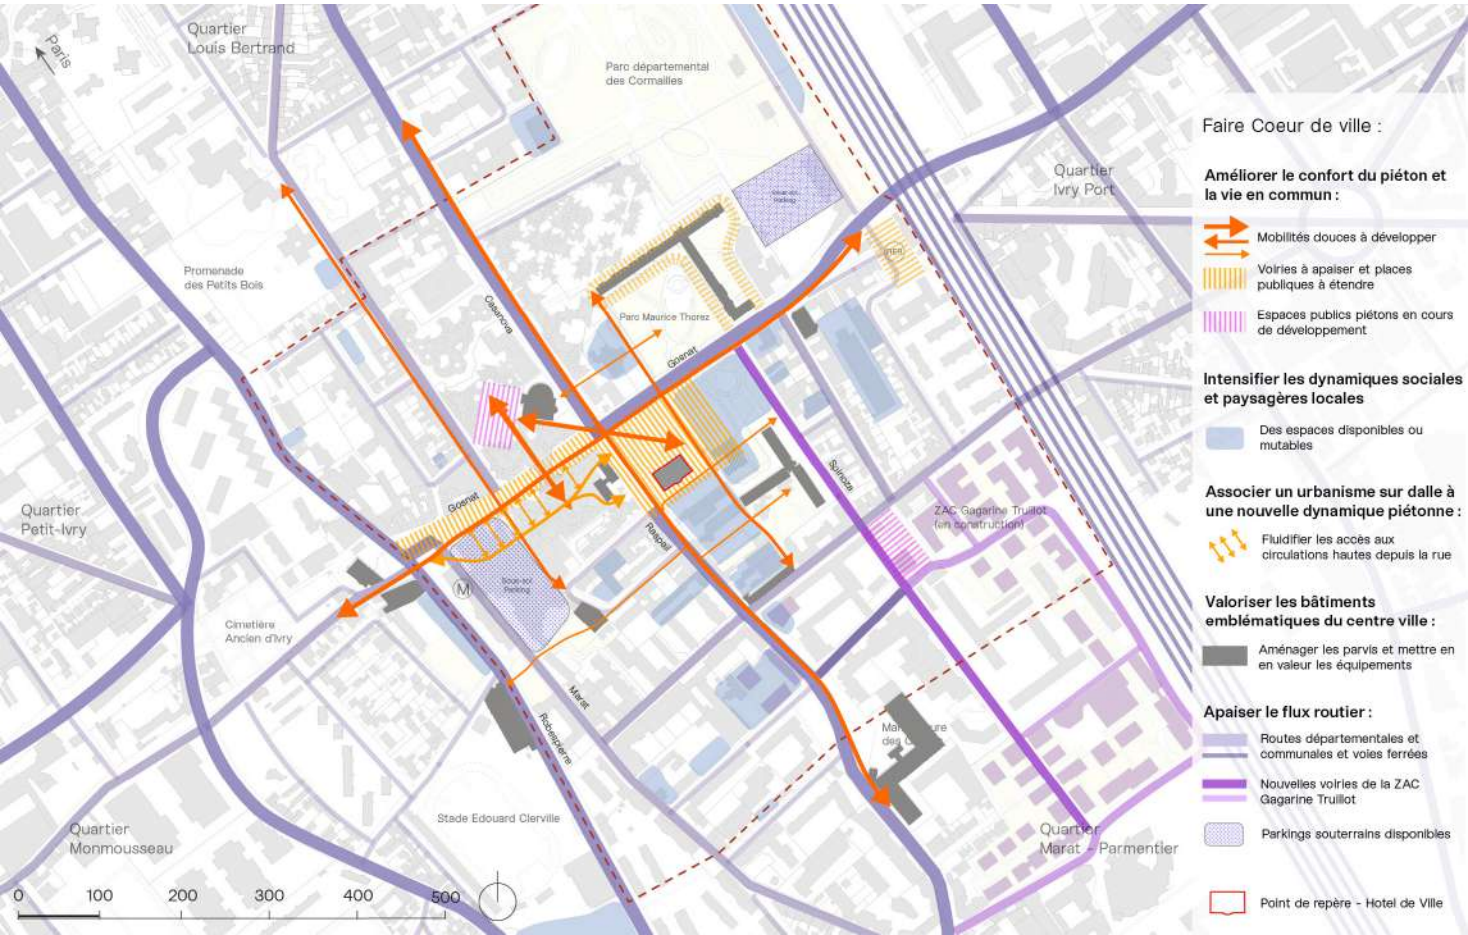 Quartier
Louis Bertrand
Paris
Parc départemental
des Cormailles
Quartier
Ivry Port
Promenade
des Petits Bois
Casanova
Parc Maurice Thorez
Gosnat
RER
Sous-sol
Parking
Gosnat
Spinoza
Raspail
Quartier
Petit-Ivry
ZAC Gagarine Truillot
(en construction)
M
Sous-sol
Parking
Cimetière
Ancien d'Ivry
Marat
Robespierre
Stade Edouard Clerville
Quartier
Monmousseau
Quartier
Marat - Parmentier
0 100 200 300 400 500
Faire Coeur de ville :
Améliorer le confort du piéton et
la vie en commun :
Mobilités douces à développer
Voiries à apaiser et places
publiques à étendre
Espaces publics piétons en cours
de développement
Intensifier les dynamiques sociales
et paysagères locales
Des espaces disponibles ou
mutables
Associer un urbanisme sur dalle à
une nouvelle dynamique piétonne :
Fluidifier les accès aux
circulations hautes depuis la rue
Valoriser les bâtiments
emblématiques du centre ville :
Aménager les parvis et mettre en
en valeur les équipements
Apaiser le flux routier :
Routes départementales et
communales et voies ferrées
Nouvelles voiries de la ZAC
Gagarine Truillot
Parkings souterrains disponibles
Point de repère - Hotel de Ville